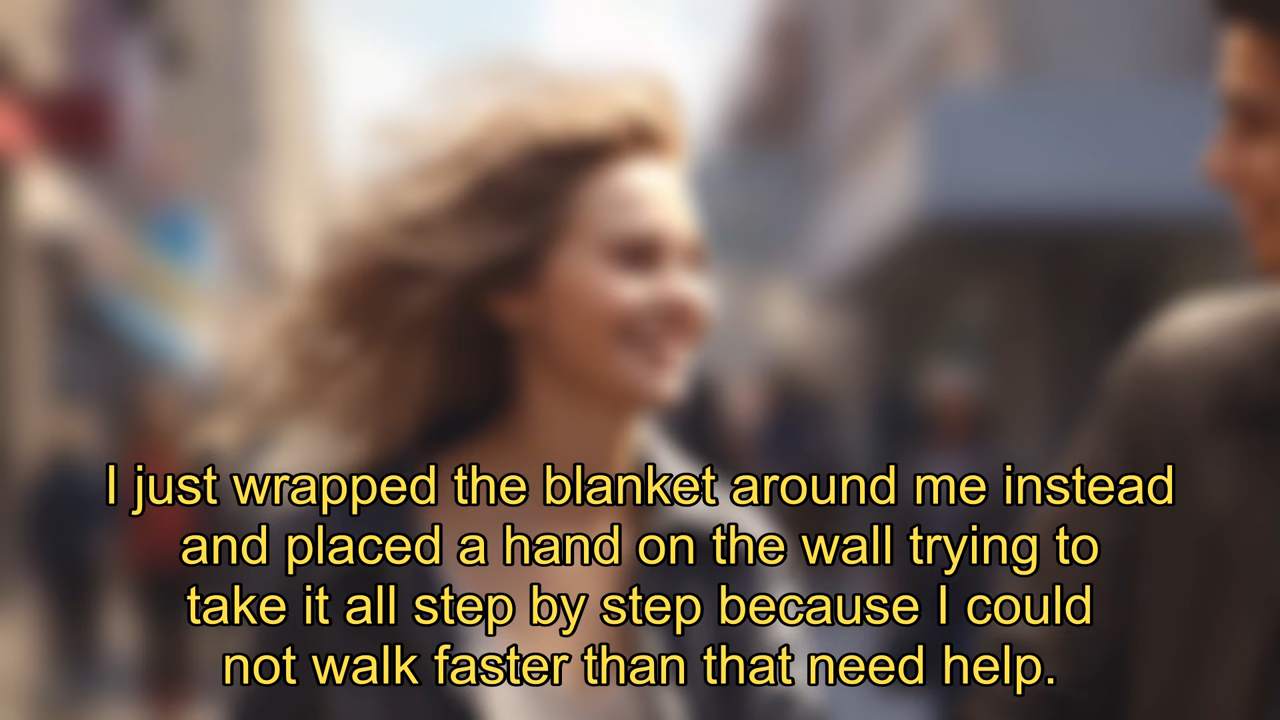 I just wrapped the blanket around me instead
and placed a hand on the wall trying to
take it all step by step because I could
not walk faster than that need help.